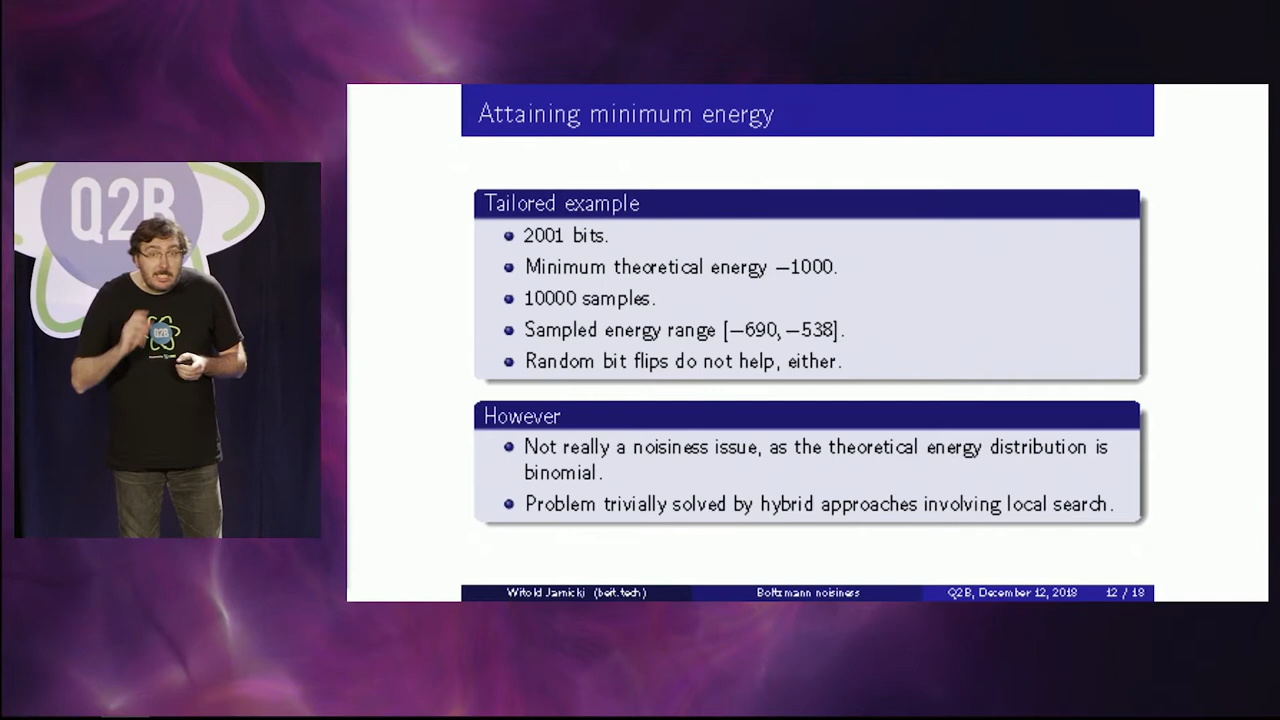 Attaining minimum energy
Tailored example
2001 bits.
Minimum theoretical energy −1000.
10000 samples.
Sampled energy range [−690, −538].
Random bit flips do not help, either.
However
Not really a noisiness issue, as the theoretical energy distribution is
binomial.
Problem trivially solved by hybrid approaches involving local search.
Witold Jarnicki (beit.tech) Boltzmann noisiness Q2B, December 12, 2018 12 / 18
Q2B
Q2B